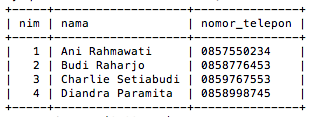 | nim | nama | nomor_telepon |
| 1 | Ani Rahmawati | 0857550234 |
| 2 | Budi Raharjo | 0858776453 |
| 3 | Charlie Setiabudi | 0859767553 |
| 4 | Diandra Paramita | 0858998745 |